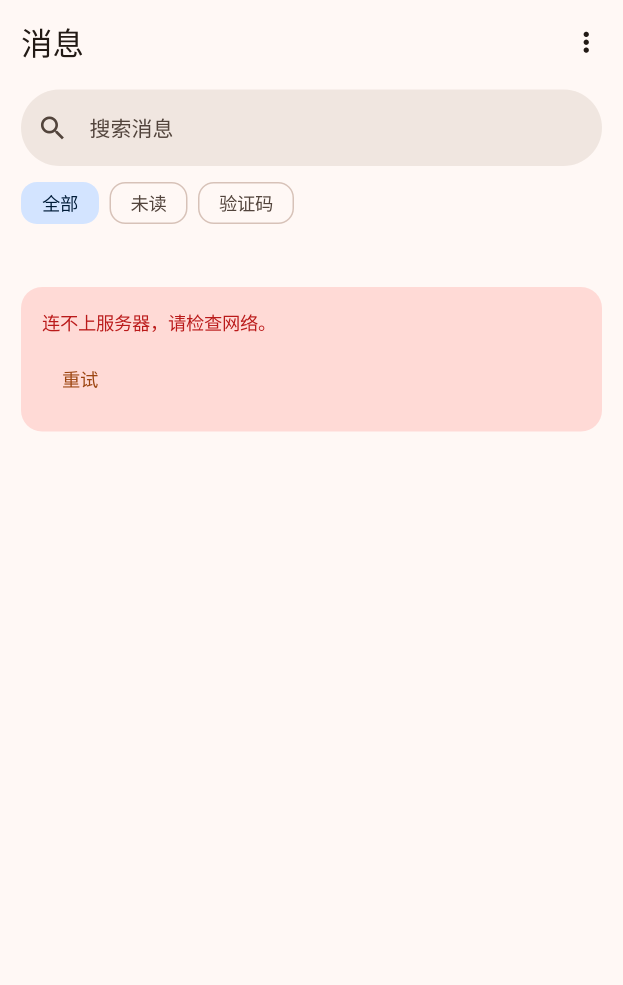 消息
搜索消息
全部
未读
验证码
连不上服务器，请检查网络。
重试